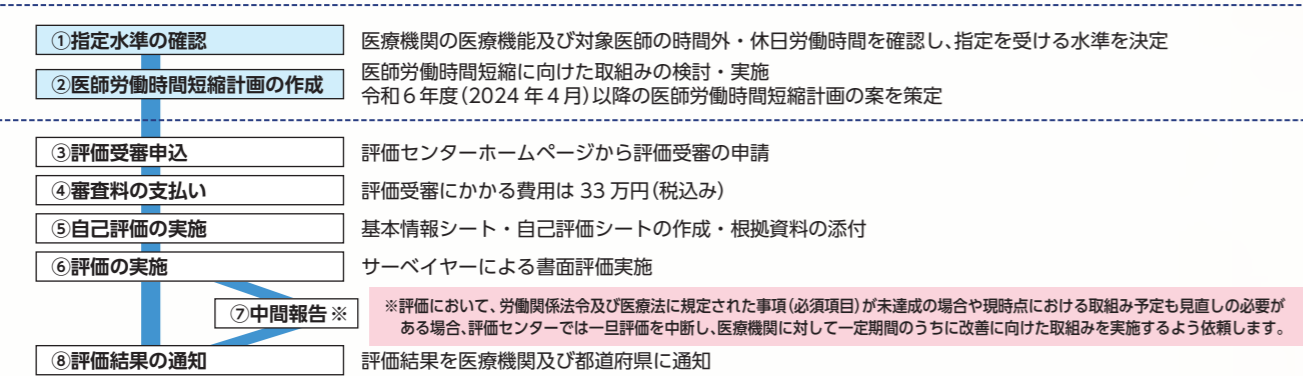 ①指定水準の確認
医療機関の医療機能及び対象医師の時間外・休日労働時間を確認し、指定を受ける水準を決定
②医師労働時間短縮計画の作成
医師労働時間短縮に向けた取組みの検討・実施
令和6年度(2024年4月)以降の医師労働時間短縮計画の案を策定
③評価受審申込
評価センターホームページから評価受審の申請
④審査料の支払い
評価受審にかかる費用は 33 万円(税込み)
⑤自己評価の実施
基本情報シート・自己評価シートの作成・根拠資料の添付
⑥評価の実施
サーベイヤーによる書面評価実施
⑦中間報告※
※評価において、労働関係法令及び医療法に規定された事項(必須項目)が未達成の場合や現時点における取組み予定も見直しの必要が
ある場合、評価センターでは一旦評価を中断し、医療機関に対して一定期間のうちに改善に向けた取組みを実施するよう依頼します。
⑧評価結果の通知
評価結果を医療機関及び都道府県に通知